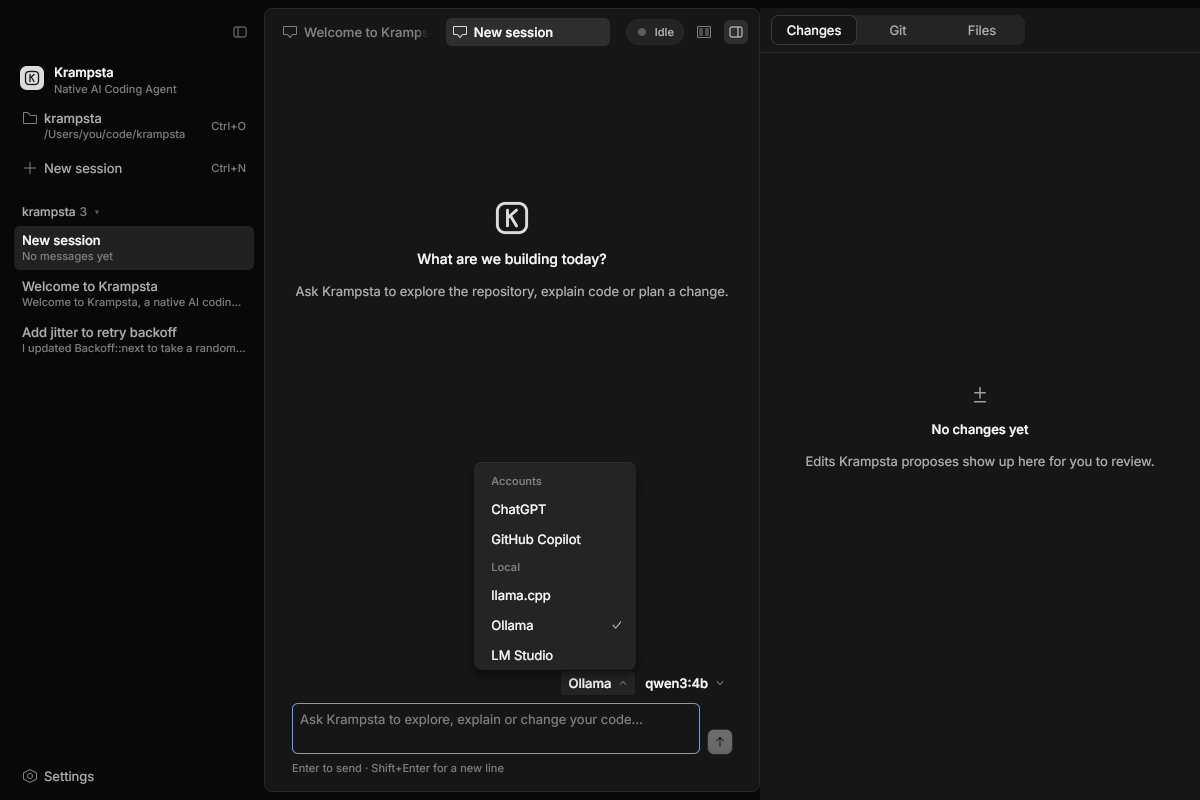 Krampsta
Native AI Coding Agent
krampsta
/Users/you/code/krampsta
Ctrl+O
New session
Ctrl+N
krampsta 3
New session
No messages yet
Welcome to Krampsta
Welcome to Krampsta, a native AI codin...
Add jitter to retry backoff
I updated Backoff::next to take a random...
Settings
Welcome to Kramps
New session
Idle
K
What are we building today?
Ask Krampsta to explore the repository, explain code or plan a change.
Accounts
ChatGPT
GitHub Copilot
Local
llama.cpp
Ollama
LM Studio
Ollama
qwen3:4b
Ask Krampsta to explore, explain or change your code...
Enter to send · Shift+Enter for a new line
Changes
Git
Files
No changes yet
Edits Krampsta proposes show up here for you to review.